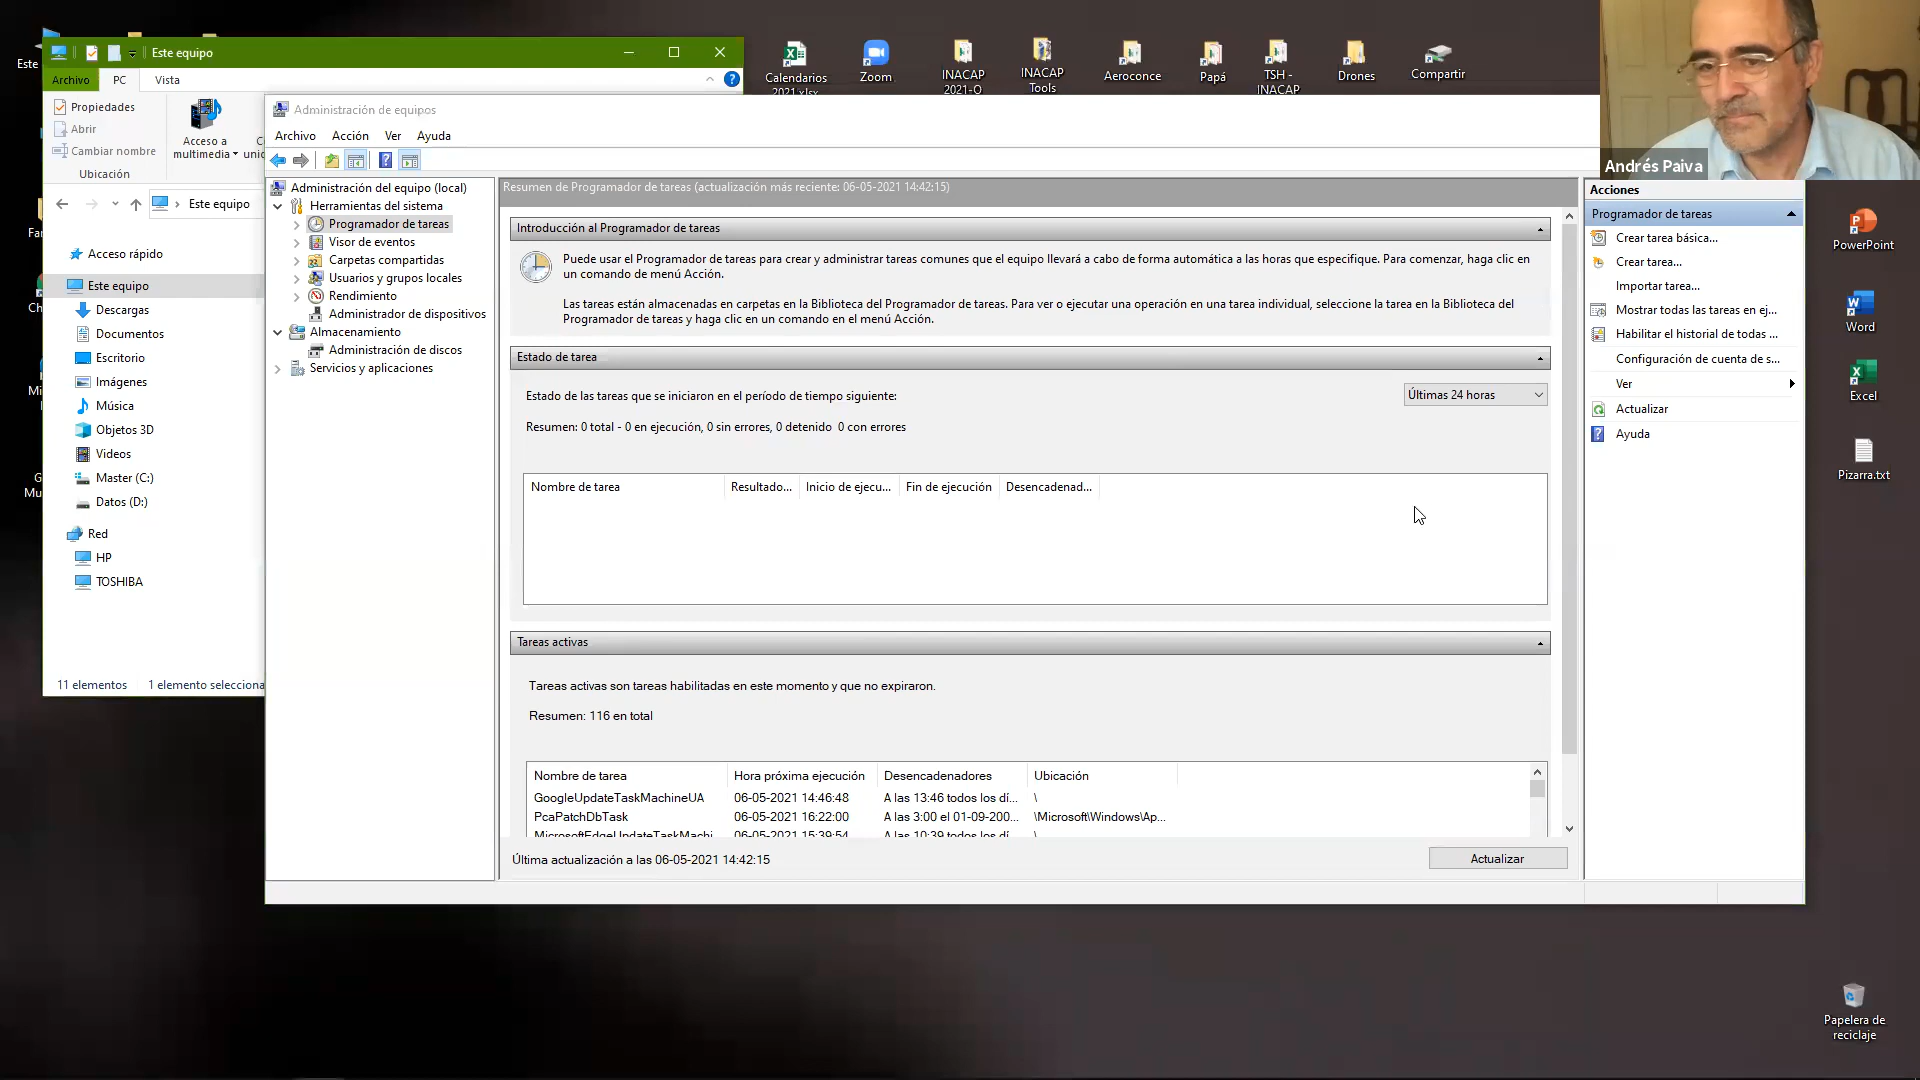 Este equipo
Archivo
PC
Vista
Propiedades
Abrir
Cambiar nombre
Ubicación
Acceso a
multimedia
Este equipo
Acceso rápido
Este equipo
Descargas
Documentos
Escritorio
Imágenes
Música
Objetos 3D
Videos
Master (C:)
Datos (D:)
Red
HP
TOSHIBA
11 elementos
1 elemento selecciona
Calendarios
2021.xlsx
Zoom
INACAP
2021-O
INACAP
Tools
Aeroconce
Papá
TSH -
INACAP
Drones
Compartir
Andrés Paiva
Administración de equipos
Archivo Acción Ver Ayuda
Administración del equipo (local)
Herramientas del sistema
Programador de tareas
Visor de eventos
Carpetas compartidas
Usuarios y grupos locales
Rendimiento
Administrador de dispositivos
Almacenamiento
Administración de discos
Servicios y aplicaciones
Resumen de Programador de tareas (actualización más reciente: 06-05-2021 14:42:15)
Introducción al Programador de tareas
Puede usar el Programador de tareas para crear y administrar tareas comunes que el equipo llevará a cabo de forma automática a las horas que especifique. Para comenzar, haga clic en
un comando de menú Acción.
Las tareas están almacenadas en carpetas en la Biblioteca del Programador de tareas. Para ver o ejecutar una operación en una tarea individual, seleccione la tarea en la Biblioteca del
Programador de tareas y haga clic en un comando en el menú Acción.
Estado de tarea
Estado de las tareas que se iniciaron en el período de tiempo siguiente:
Últimas 24 horas
Resumen: 0 total - 0 en ejecución, 0 sin errores, 0 detenido  0 con errores
Nombre de tarea Resultado... Inicio de ejecu... Fin de ejecución Desencadenad...
Tareas activas
Tareas activas son tareas habilitadas en este momento y que no expiraron.
Resumen: 116 en total
Nombre de tarea Hora próxima ejecución Desencadenadores Ubicación
GoogleUpdateTaskMachineUA 06-05-2021 14:46:48 A las 13:46 todos los dí... \
PcaPatchDbTask 06-05-2021 16:22:00 A las 3:00 el 01-09-200... \Microsoft\Windows\Ap...
MicrosoftEdgeUpdateTaskMachi... 06-05-2021 15:39:54 A las 10:39 todos los dí... \
Última actualización a las 06-05-2021 14:42:15
Actualizar
Acciones
Programador de tareas
Crear tarea básica...
Crear tarea...
Importar tarea...
Mostrar todas las tareas en ej...
Habilitar el historial de todas ...
Configuración de cuenta de s...
Ver
Actualizar
Ayuda
PowerPoint
Word
Excel
Pizarra.txt
Papelera de
reciclaje